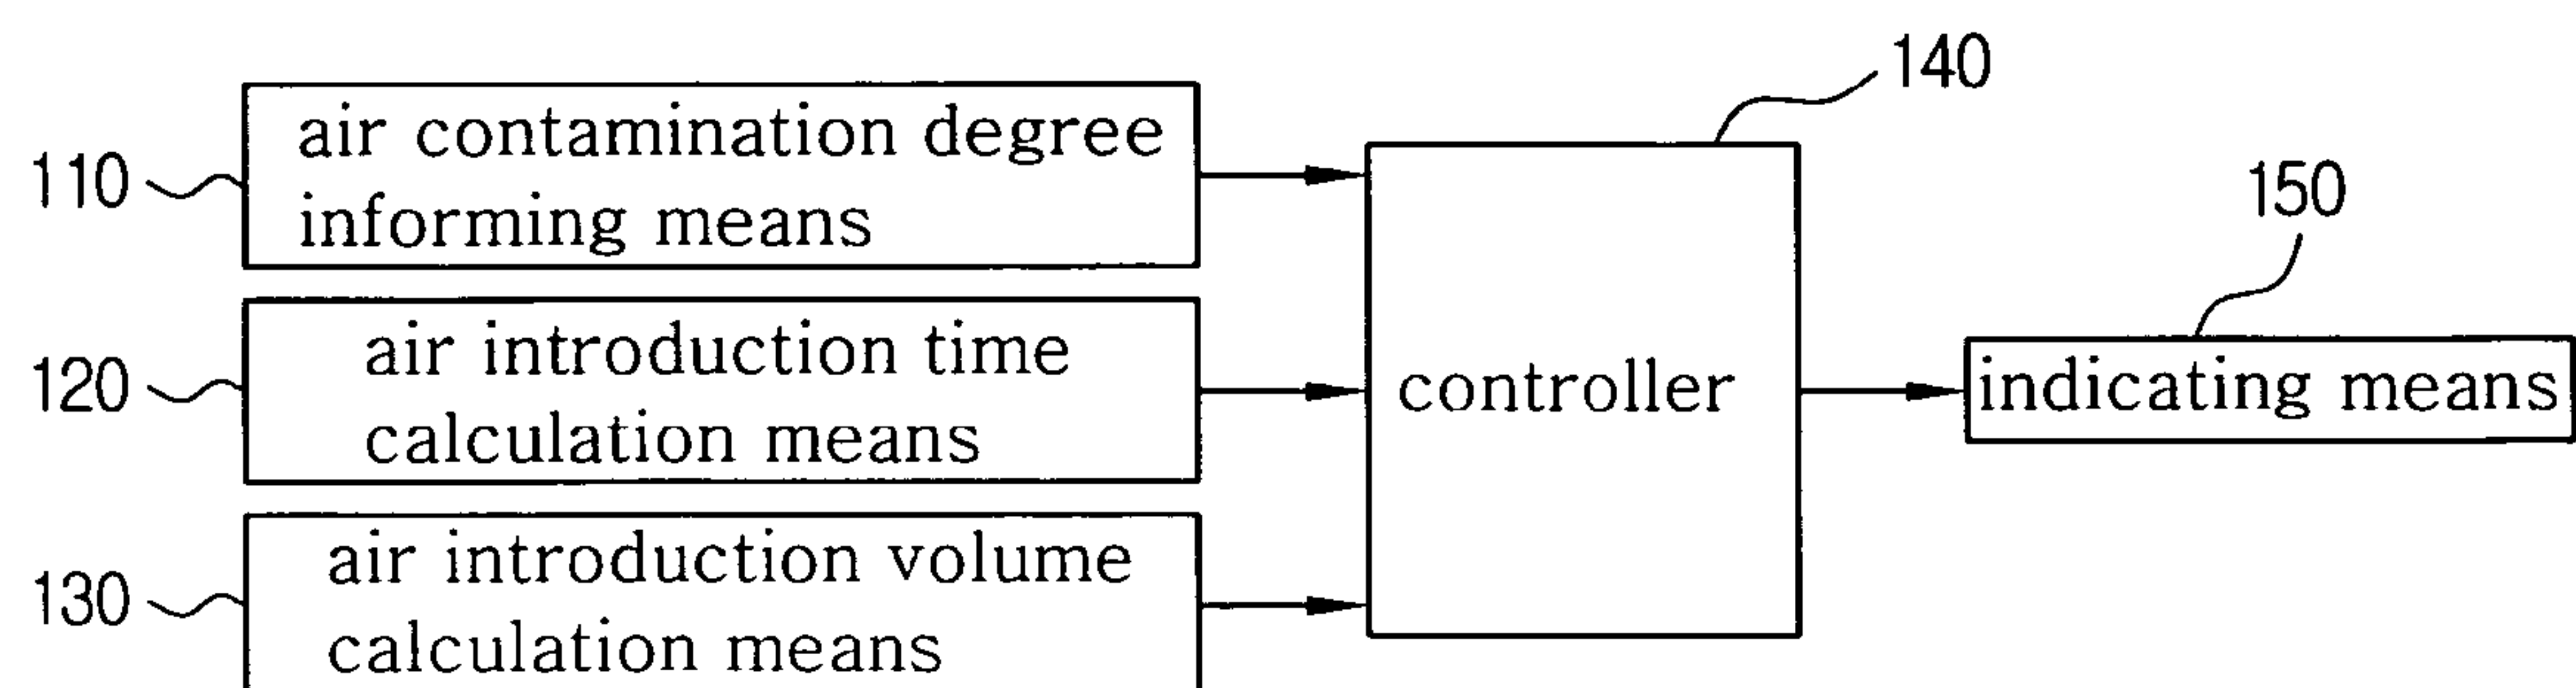 140
110
air contamination degree
informing means
150
120
air introduction time
calculation means
controller
indicating means
130
air introduction volume
calculation means